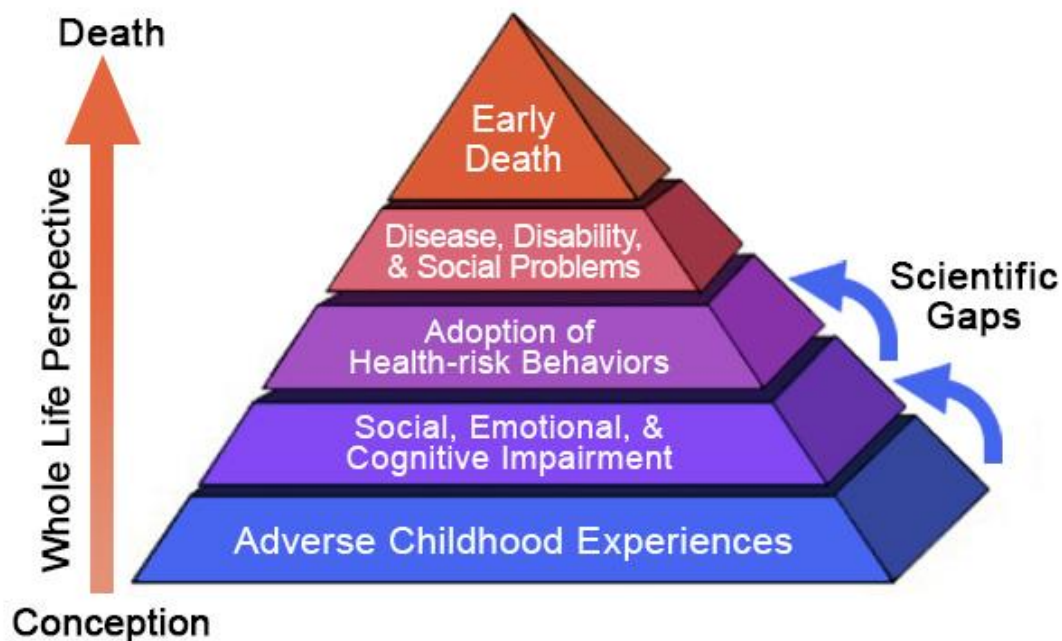 Death
Whole Life Perspective
Conception
Early
Death
Disease, Disability,
& Social Problems
Adoption of
Health-risk Behaviors
Social, Emotional, &
Cognitive Impairment
Adverse Childhood Experiences
Scientific
Gaps